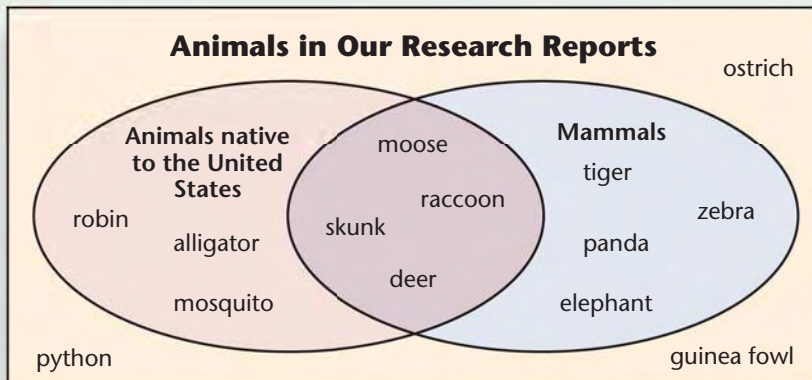 Animals in Our Research Reports
ostrich
Animals native
to the United
States
robin
alligator
mosquito
moose
raccoon
skunk
deer
Mammals
tiger
zebra
panda
elephant
python
guinea fowl